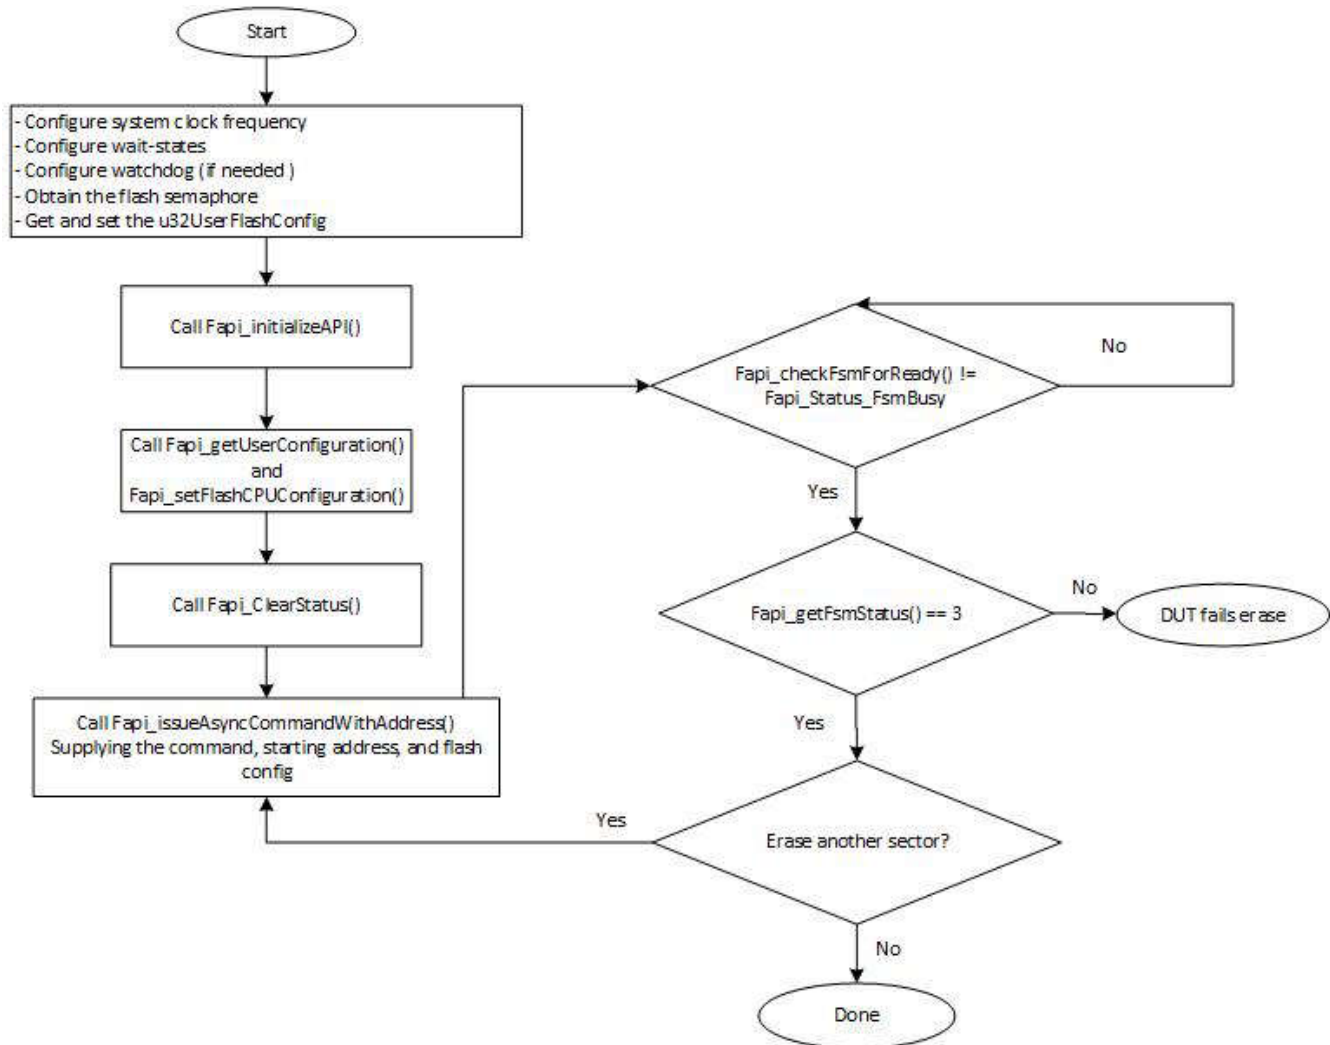 Start
- Configure system clock frequency
- Configure wait-states
- Configure watchdog (if needed )
- Obtain the flash semaphore
- Get and set the u32UserFlashConfig
Call Fapi_initializeAPI()
Call Fapi_getUserConfiguration()
and
Fapi_setFlashCPUConfiguration()
Call Fapi_ClearStatus()
Call Fapi_issueAsyncCommandWithAddress()
Supplying the command, starting address, and flash
config
Fapi_checkFsmForReady() !=
Fapi_Status_FsmBusy
No
Yes
Fapi_getFsmStatus() == 3
No
DUT fails erase
Yes
Erase another sector?
Yes
No
Done